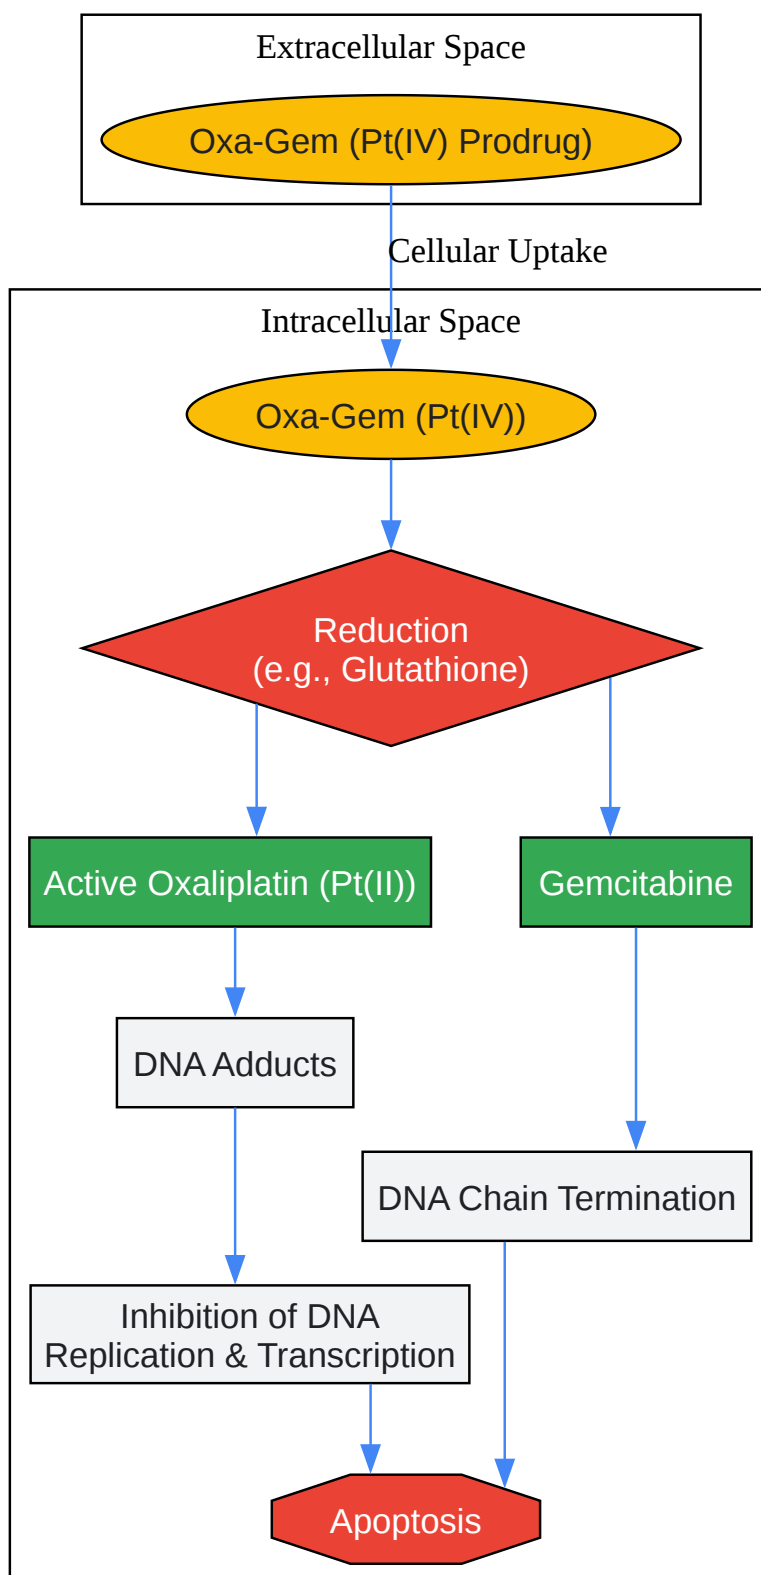 Extracellular Space
Oxa-Gem (Pt(IV) Prodrug)
Cellular Uptake
Intracellular Space
Oxa-Gem (Pt(IV))
Reduction
(e.g., Glutathione)
Active Oxaliplatin (Pt(II))
Gemcitabine
DNA Adducts
DNA Chain Termination
Inhibition of DNA
Replication & Transcription
Apoptosis